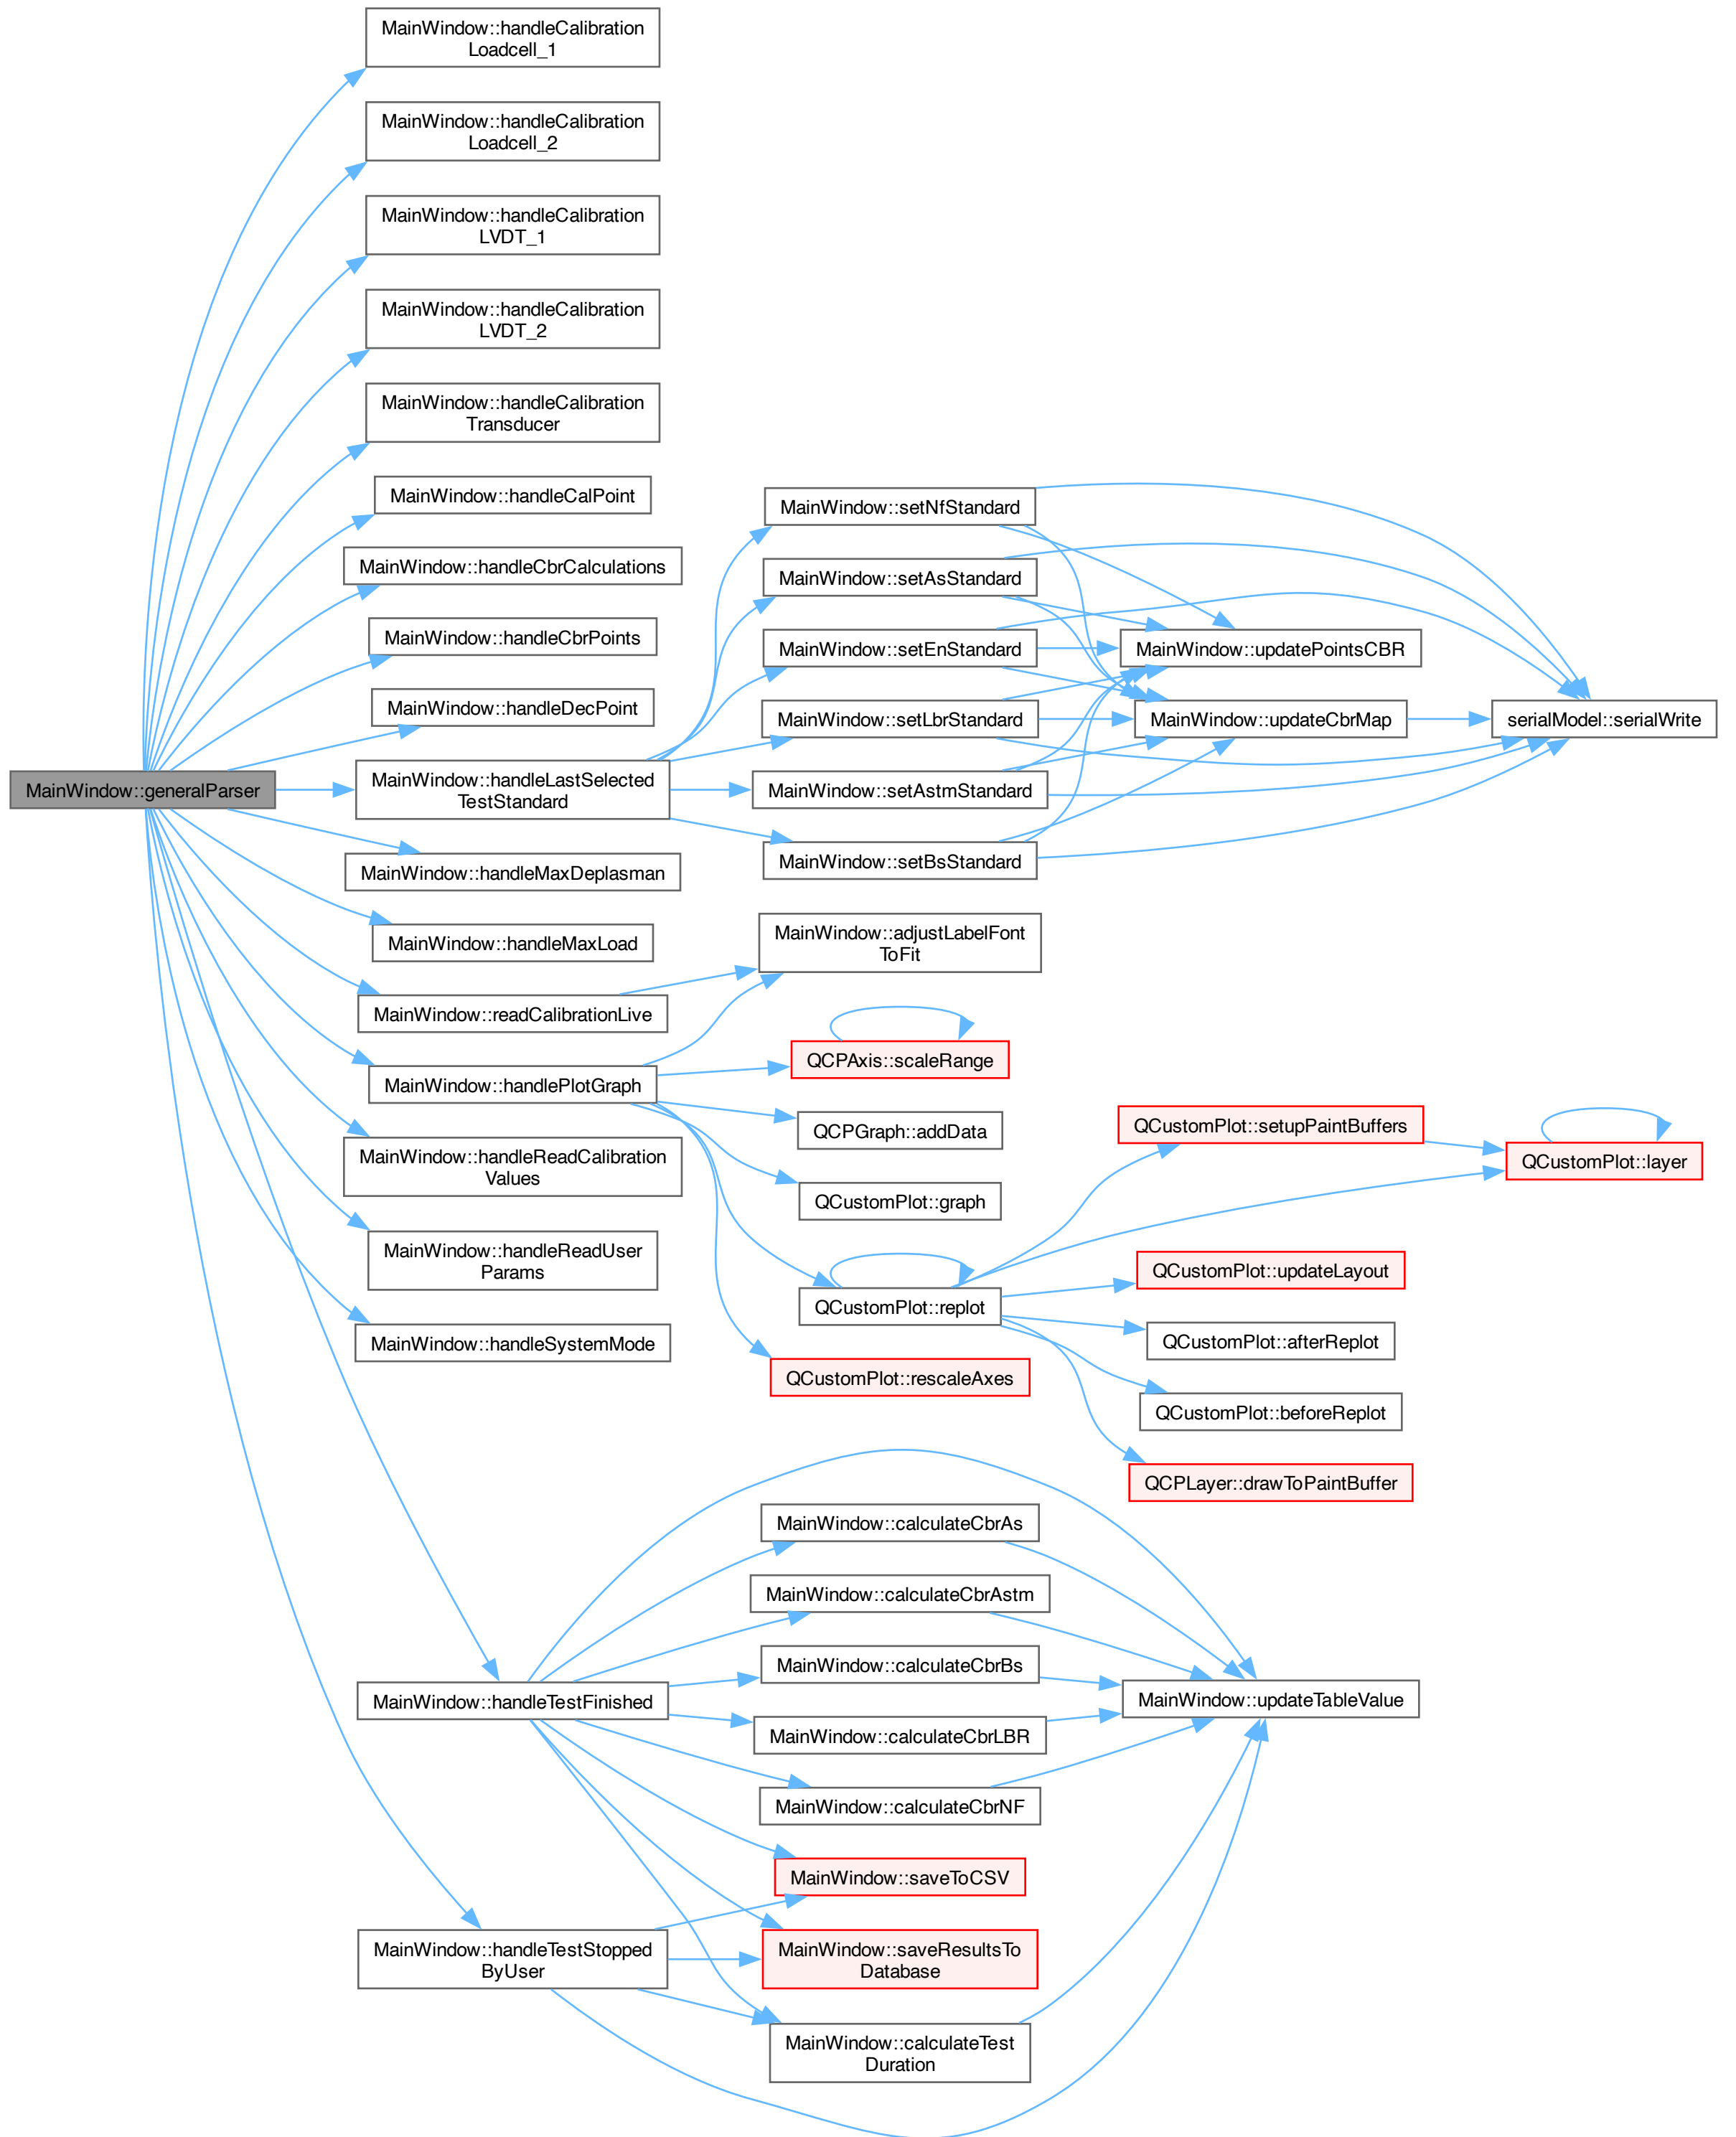 MainWindow::generalParser
MainWindow::handleCalibration
Loadcell_1
MainWindow::handleCalibration
Loadcell_2
MainWindow::handleCalibration
LVDT_1
MainWindow::handleCalibration
LVDT_2
MainWindow::handleCalibration
Transducer
MainWindow::handleCalPoint
MainWindow::handleCbrCalculations
MainWindow::handleCbrPoints
MainWindow::handleDecPoint
MainWindow::handleLastSelected
TestStandard
MainWindow::handleMaxDeplasman
MainWindow::handleMaxLoad
MainWindow::readCalibrationLive
MainWindow::handlePlotGraph
MainWindow::handleReadCalibration
Values
MainWindow::handleReadUser
Params
MainWindow::handleSystemMode
MainWindow::handleTestFinished
MainWindow::handleTestStopped
ByUser
MainWindow::setNfStandard
MainWindow::setAsStandard
MainWindow::setEnStandard
MainWindow::setLbrStandard
MainWindow::setAstmStandard
MainWindow::setBsStandard
MainWindow::adjustLabelFont
ToFit
QCPAxis::scaleRange
QCPGraph::addData
QCustomPlot::graph
QCustomPlot::replot
QCustomPlot::rescaleAxes
MainWindow::calculateCbrAs
MainWindow::calculateCbrAstm
MainWindow::calculateCbrBs
MainWindow::calculateCbrLBR
MainWindow::calculateCbrNF
MainWindow::saveToCSV
MainWindow::saveResultsTo
Database
MainWindow::calculateTest
Duration
MainWindow::updatePointsCBR
MainWindow::updateCbrMap
QCustomPlot::setupPaintBuffers
QCustomPlot::updateLayout
QCustomPlot::afterReplot
QCustomPlot::beforeReplot
QCPLayer::drawToPaintBuffer
MainWindow::updateTableValue
serialModel::serialWrite
QCustomPlot::layer